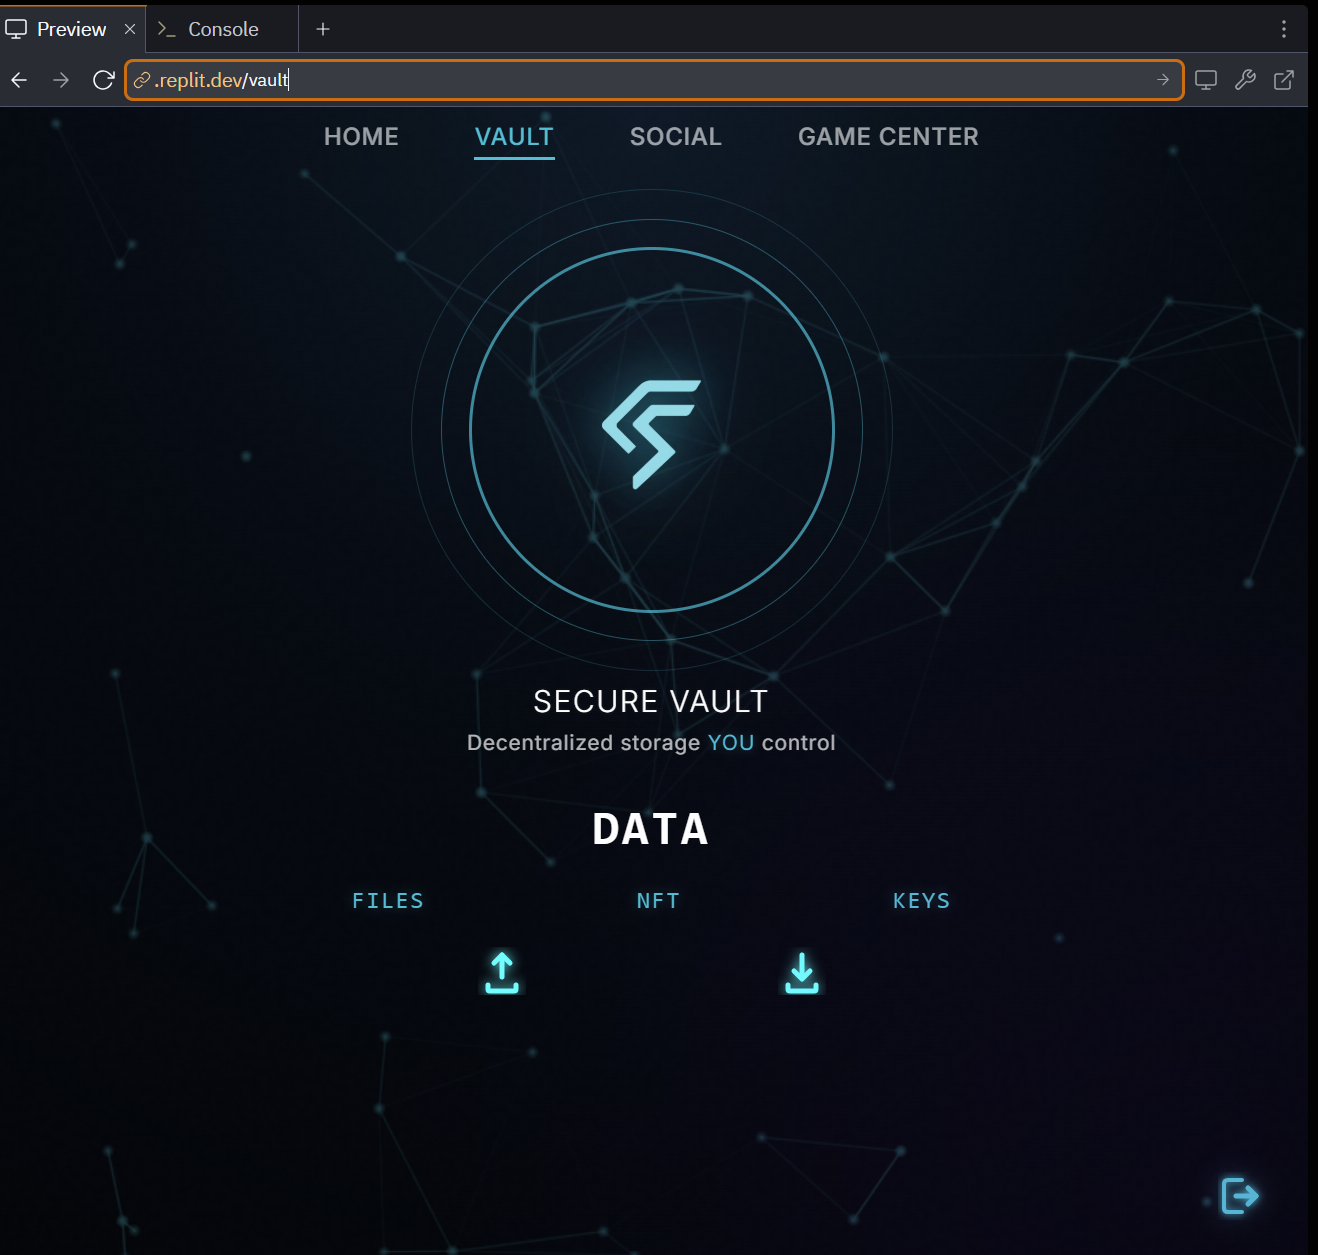 Preview
Console
.replit.dev/vault
HOME VAULT SOCIAL GAME CENTER
SECURE VAULT
Decentralized storage YOU control
DATA
FILES NFT KEYS